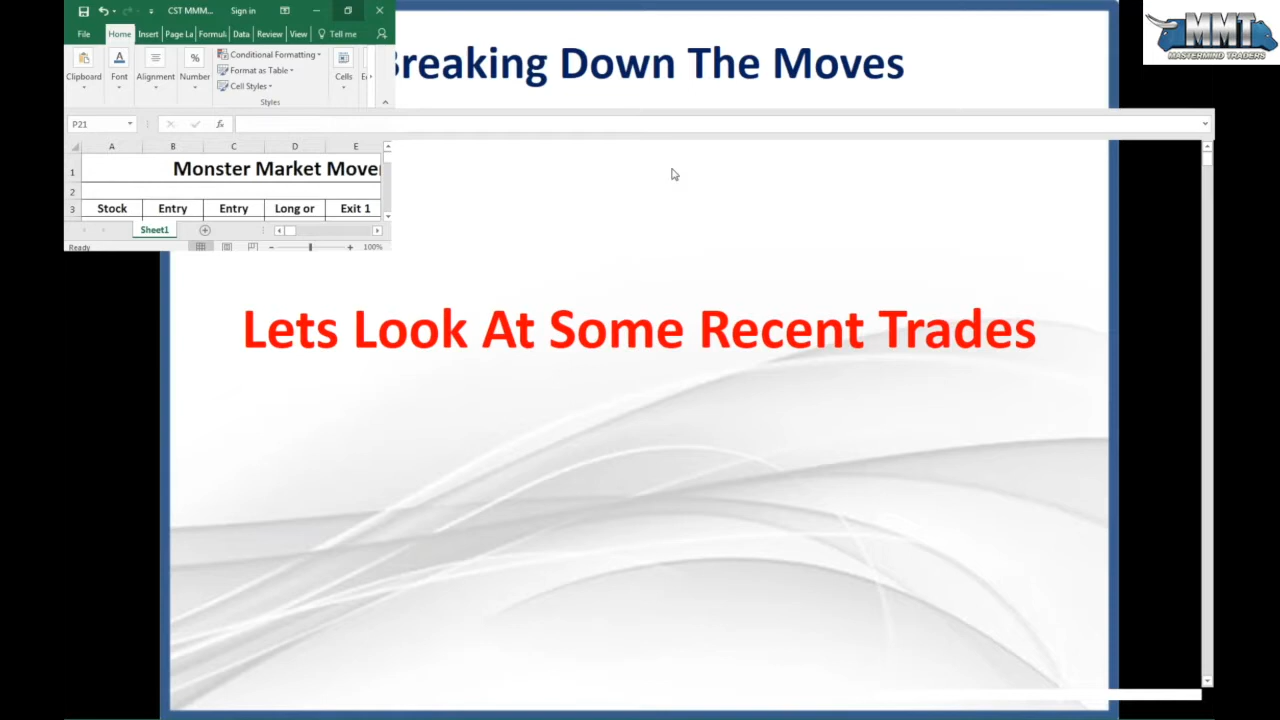 CST MMM...
Sign in
File
Home
Insert
Page La
Formul
Data
Review
View
Tell me
Clipboard
Font
Alignment
Number
Conditional Formatting
Format as Table
Cell Styles
Styles
Cells
Breaking Down The Moves
MMT
MASTERMIND TRADERS
P21
fx
A B C D E
1 Monster Market Mover
2
3 Stock Entry Entry Long or Exit 1
Sheet1
Ready
100%
Lets Look At Some Recent Trades